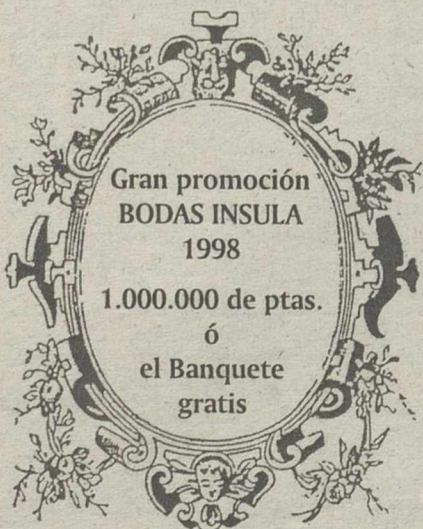 Gran promoción
BODAS INSULA
1998
1.000.000 de ptas.
ó
el Banquete
gratis